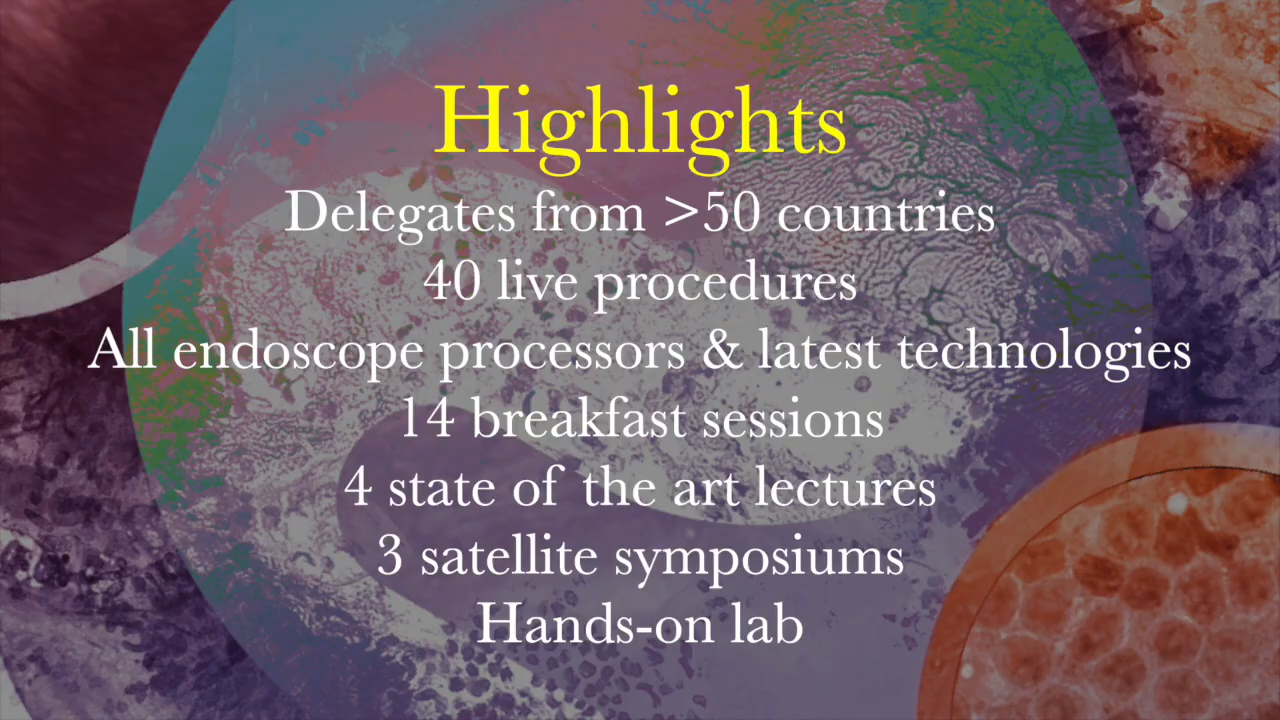 Highlights
Delegates from >50 countries
40 live procedures
All endoscope processors & latest technologies
14 breakfast sessions
4 state of the art lectures
3 satellite symposiums
Hands-on lab